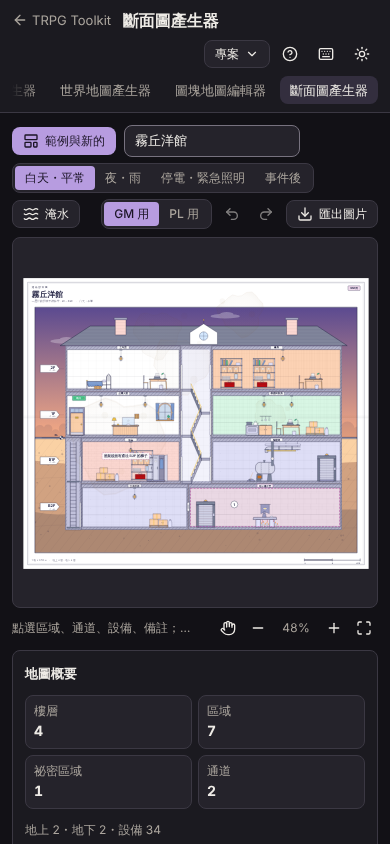 TRPG Toolkit 斷面圖產生器
專案
生器 世界地圖產生器 圖塊地圖編輯器 斷面圖產生器
範例與新的 霧丘洋館
白天・平常 夜・雨 停電・緊急照明 事件後
淹水 GM 用 PL 用 匯出圖片
霧丘洋館
2F
1F
B1F
B2F
點選區域、通道、設備、備註；...
48%
地圖概要
樓層
4
區域
7
祕密區域
1
通道
2
地上 2・地下 2・設備 34